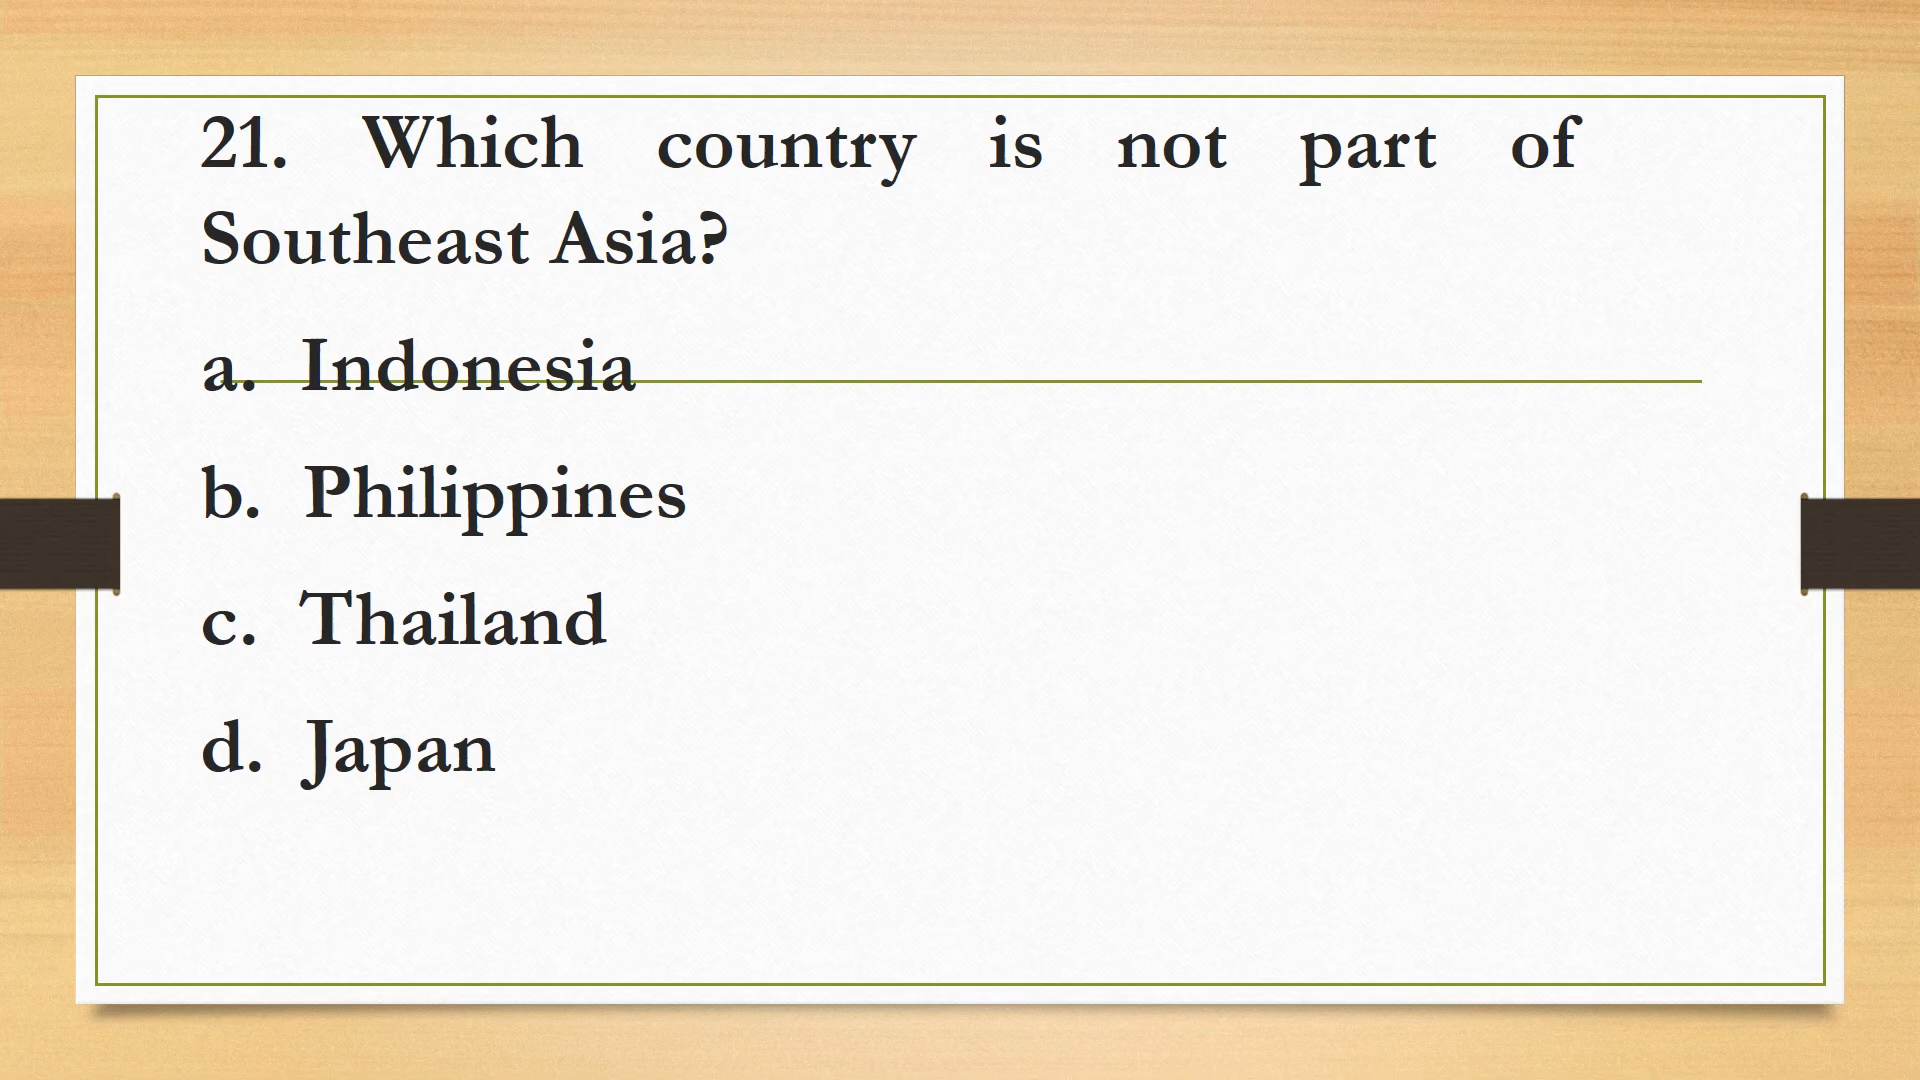 21. Which country is not part of
Southeast Asia?
a. Indonesia
b. Philippines
c. Thailand
d. Japan